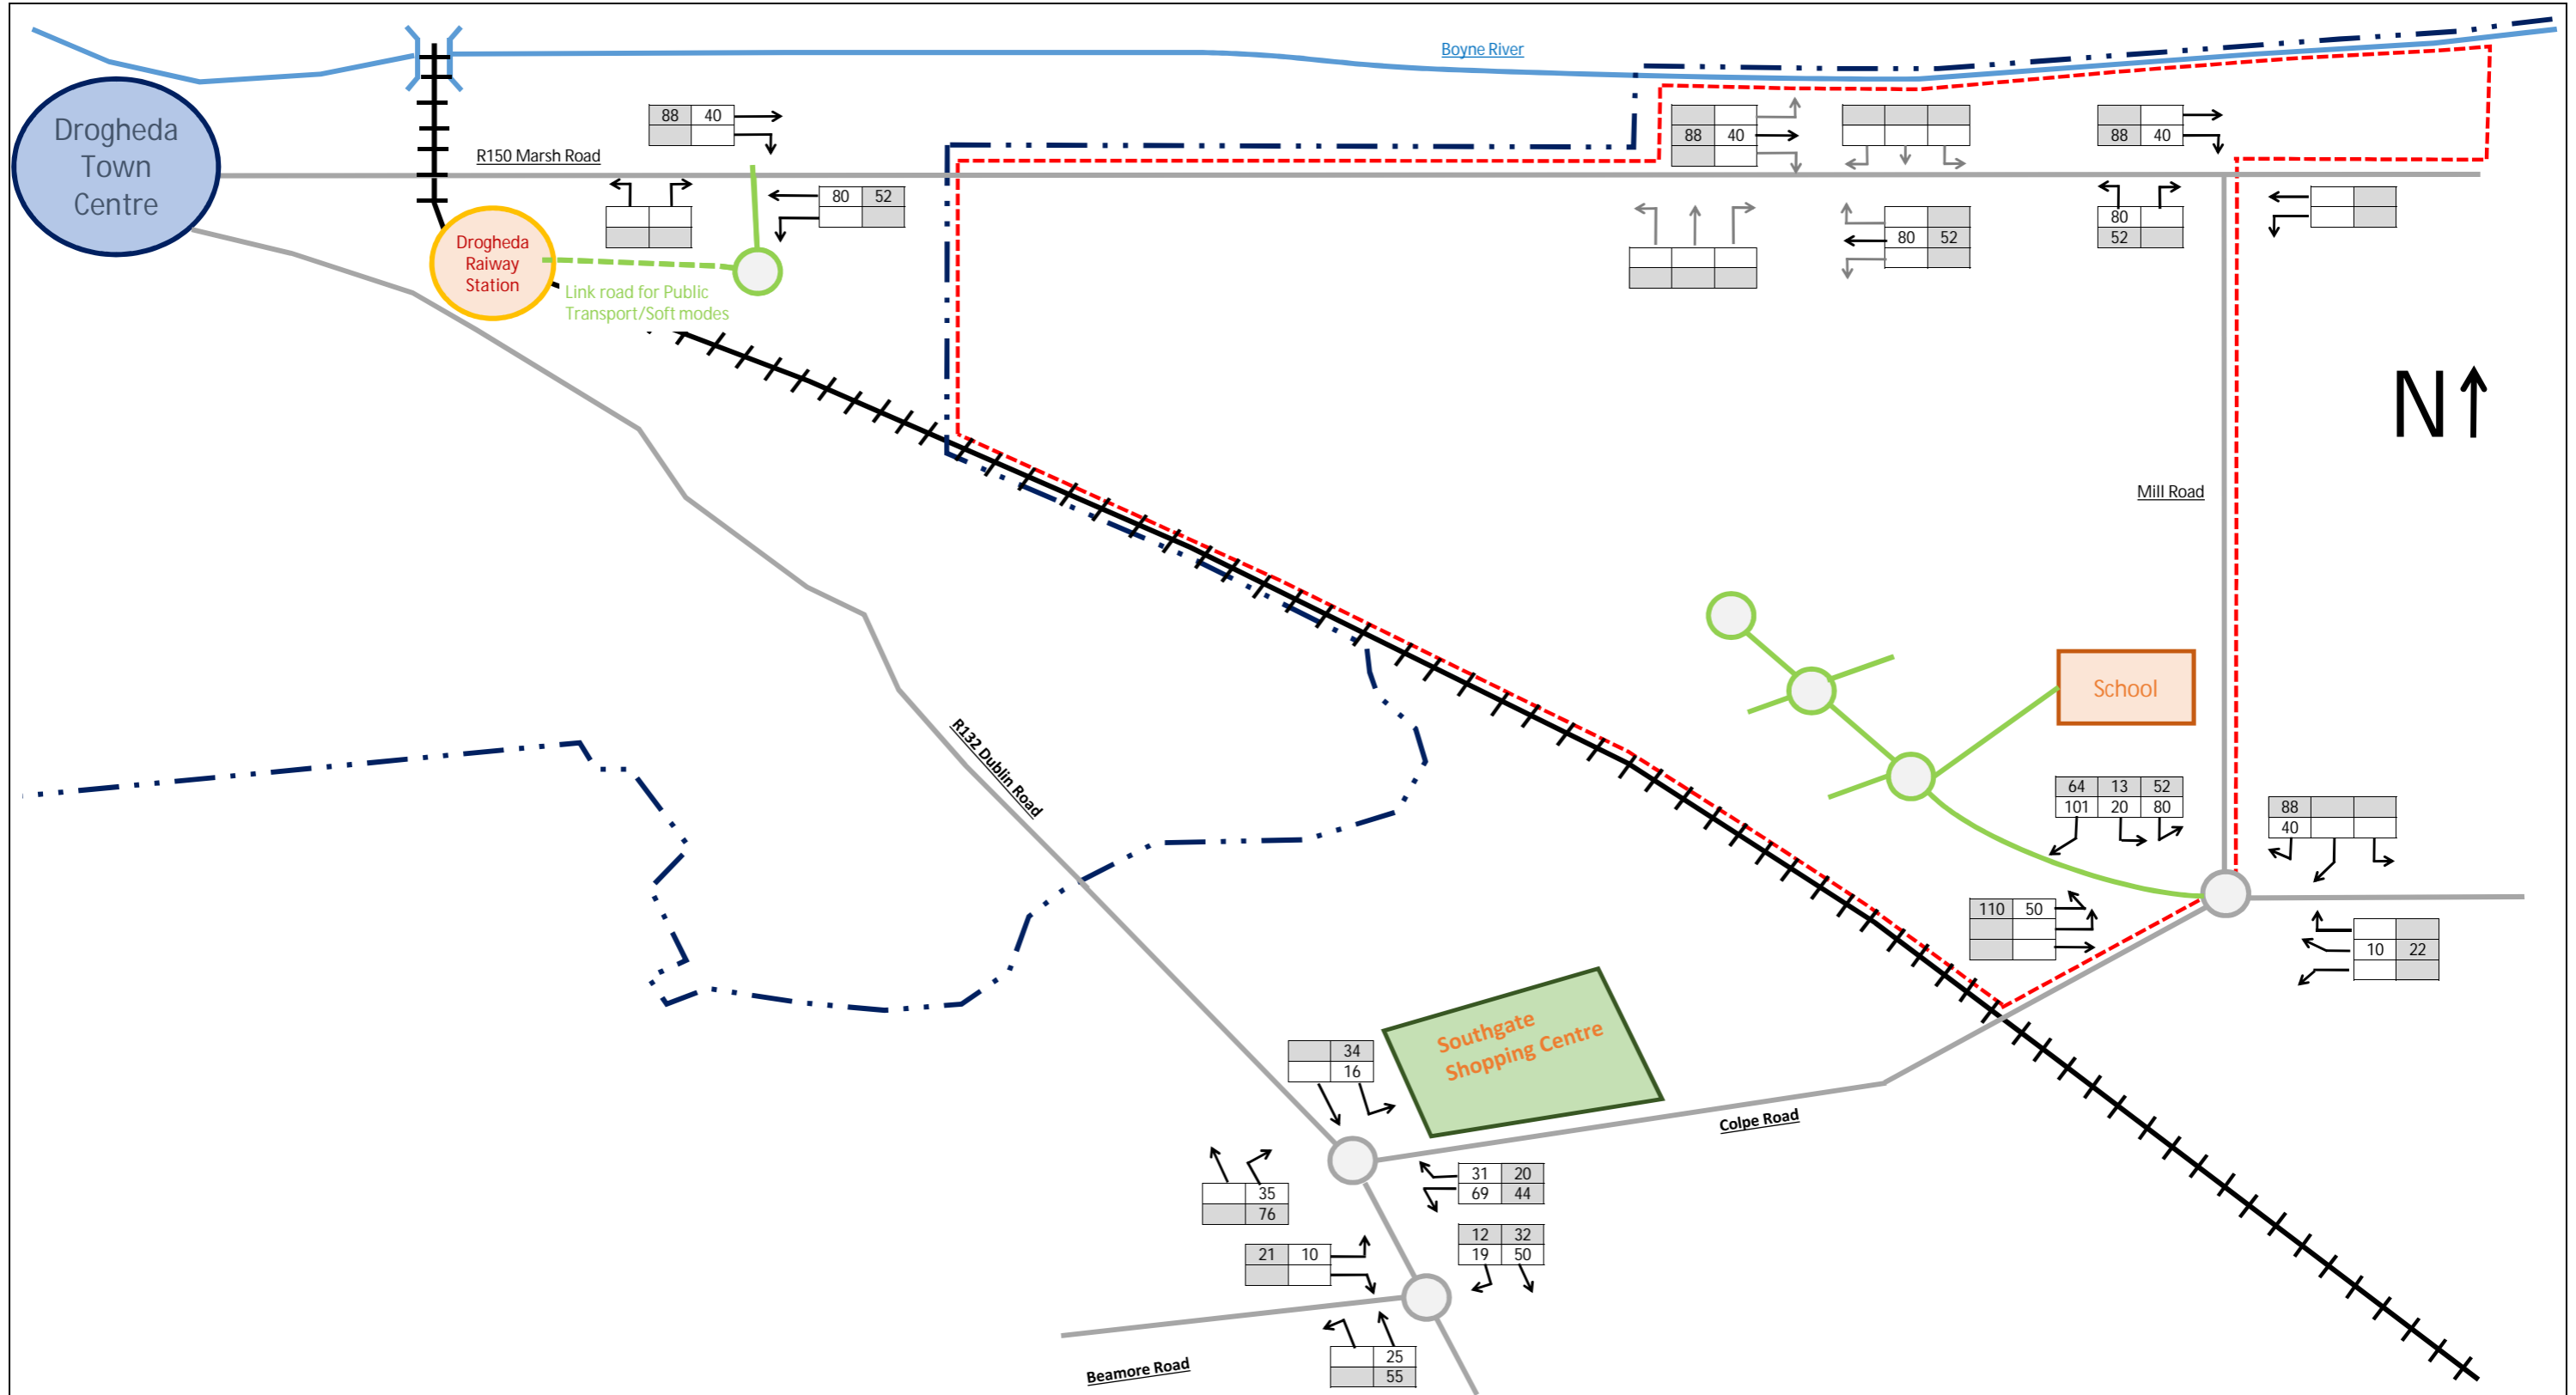 Boyne River
Drogheda
Town
Centre
88 40
R150 Marsh Road
80 52
Drogheda
Raiway
Station
Link road for Public
Transport/Soft modes
88 40
88 40
80 52
80
52
N
Mill Road
School
R132 Dublin Road
64 13 52
101 20 80
88
40
110 50
10 22
Southgate
Shopping Centre
34
16
Colpe Road
31 20
69 44
35
76
12 32
19 50
21 10
25
55
Beamore Road